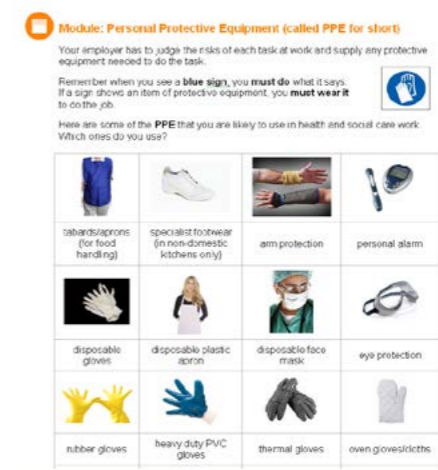 Module: Personal Protective Equipment (called PPE for short)
Your employer has to judge the risks of each task at work and supply any protective
equipment needed to do the task.
Remember when you see a blue sign, you must do what it says.
If a sign shows an item of protective equipment, you must wear it
to do the job.
Here are some of the PPE that you are likely to use in health and social care work.
Which ones do you use?
tabards/aprons
(for food
handling)
specialist footwear
(in non-domestic
kitchens only)
arm protection
personal alarm
disposable
gloves
disposable plastic
apron
disposable face
mask
eye protection
rubber gloves
heavy duty PVC
gloves
thermal gloves
oven gloves/cloths